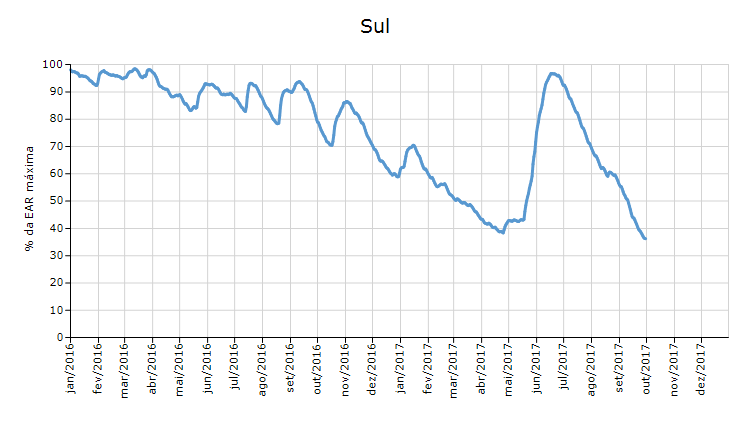 Sul
% da EAR máxima
100
90
80
70
60
50
40
30
20
10
0
jan/2016
fev/2016
mar/2016
abr/2016
mai/2016
jun/2016
jul/2016
ago/2016
set/2016
out/2016
nov/2016
dez/2016
jan/2017
fev/2017
mar/2017
abr/2017
mai/2017
jun/2017
jul/2017
ago/2017
set/2017
out/2017
nov/2017
dez/2017